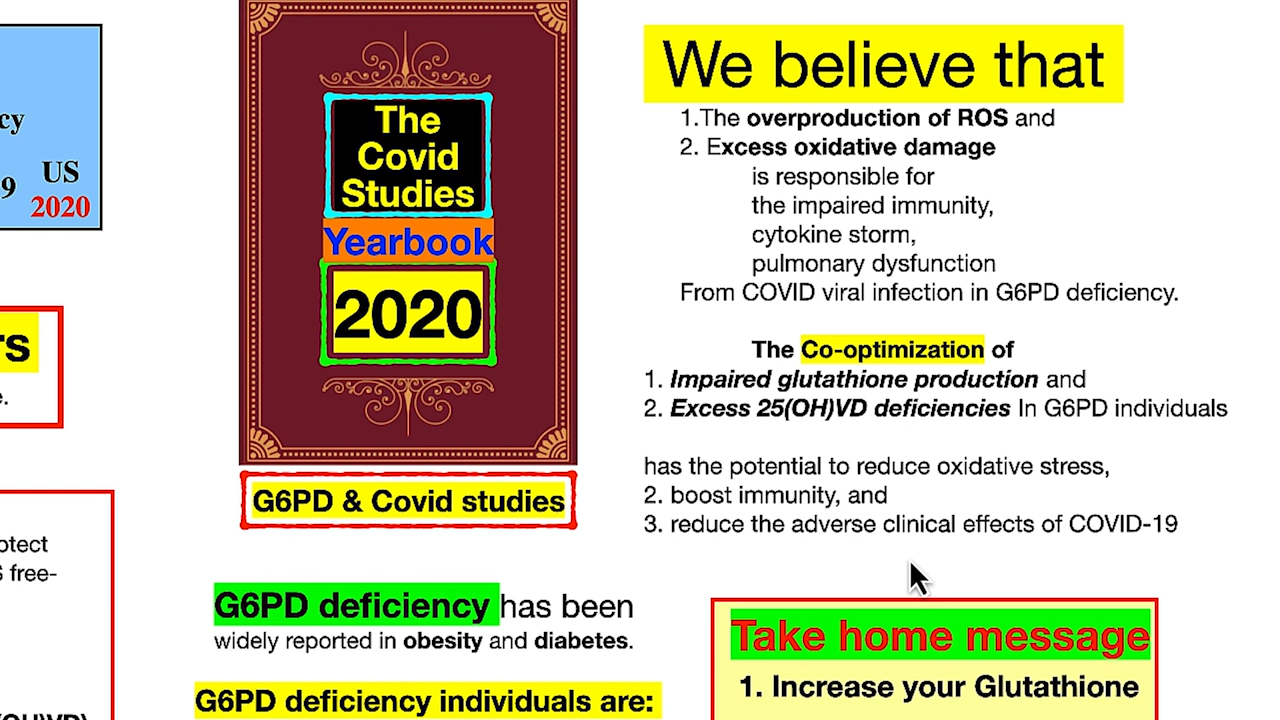 cy
9 US
2020
rs
e.
otect
free-
The
Covid
Studies
Yearbook
2020
G6PD & Covid studies
G6PD deficiency has been
widely reported in obesity and diabetes.
G6PD deficiency individuals are:
We believe that
1.The overproduction of ROS and
2. Excess oxidative damage
is responsible for
the impaired immunity,
cytokine storm,
pulmonary dysfunction
From COVID viral infection in G6PD deficiency.
The Co-optimization of
1. Impaired glutathione production and
2. Excess 25(OH)VD deficiencies In G6PD individuals
has the potential to reduce oxidative stress,
2. boost immunity, and
3. reduce the adverse clinical effects of COVID-19
Take home message
1. Increase your Glutathione